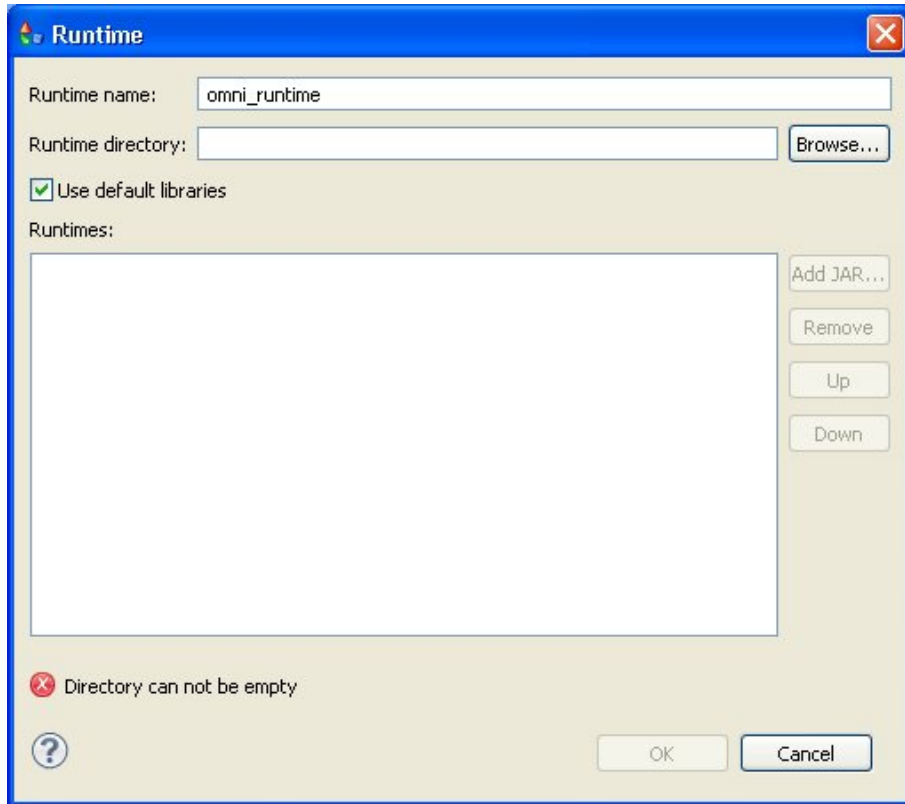 Runtime
Runtime name: omni_runtime
Runtime directory: Browse...
Use default libraries
Runtimes:
Add JAR...
Remove
Up
Down
Directory can not be empty
? OK Cancel